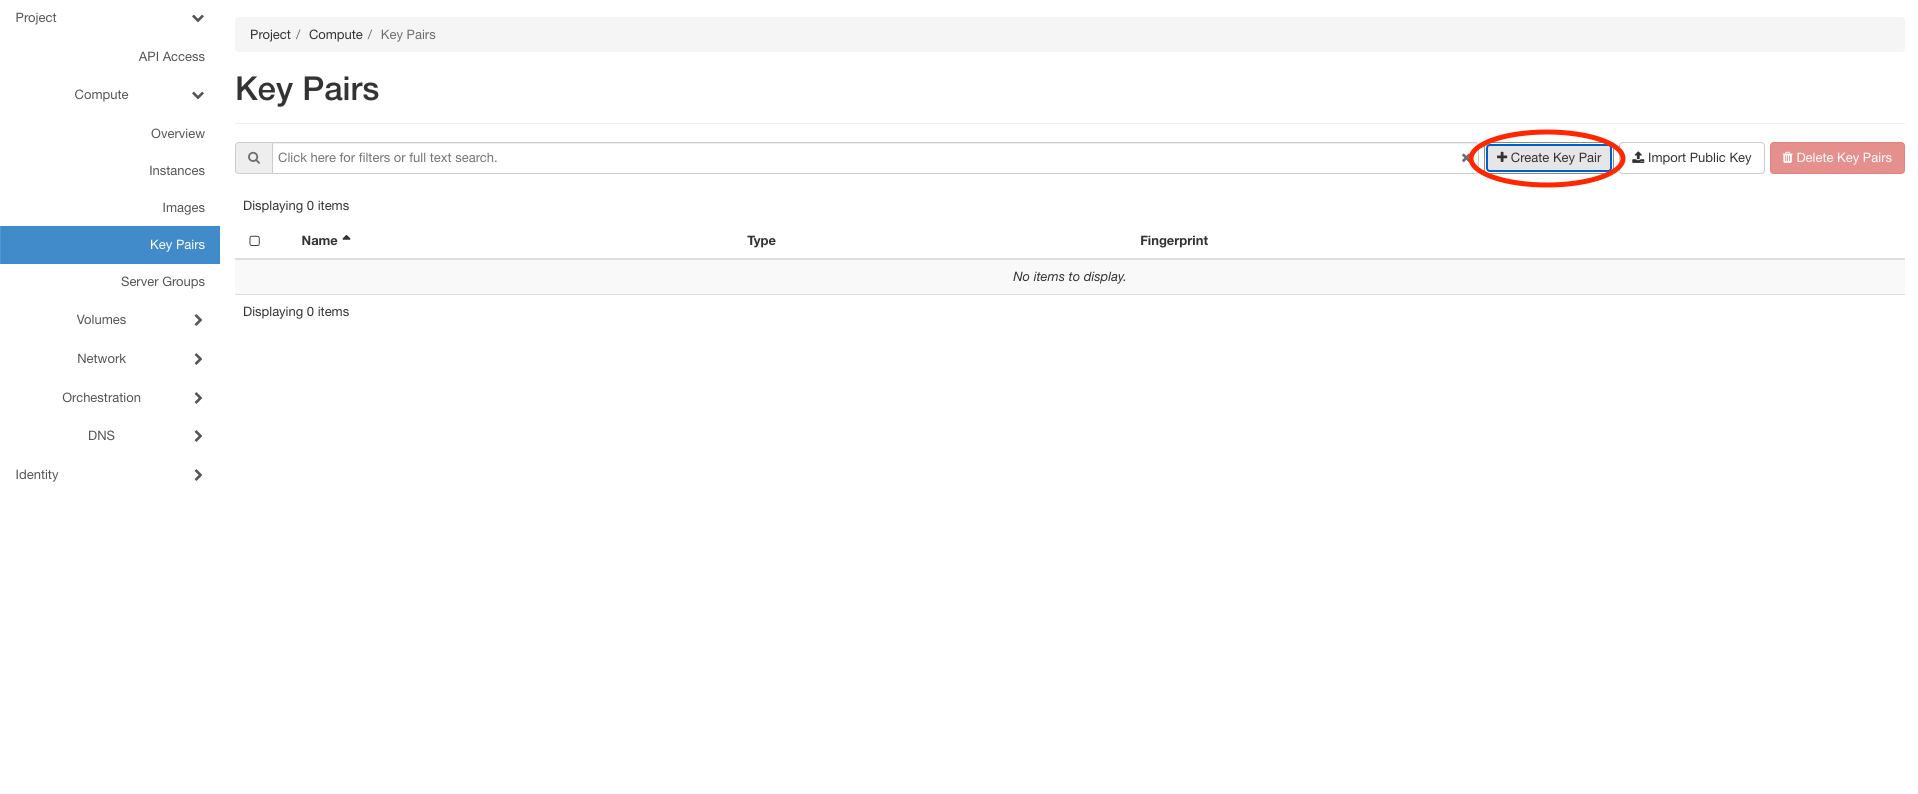 Project
API Access
Compute
Overview
Instances
Images
Key Pairs
Server Groups
Volumes
Network
Orchestration
DNS
Identity
Project / Compute / Key Pairs
Key Pairs
Click here for filters or full text search. Create Key Pair Import Public Key Delete Key Pairs
Displaying 0 items
Name Type Fingerprint
No items to display.
Displaying 0 items